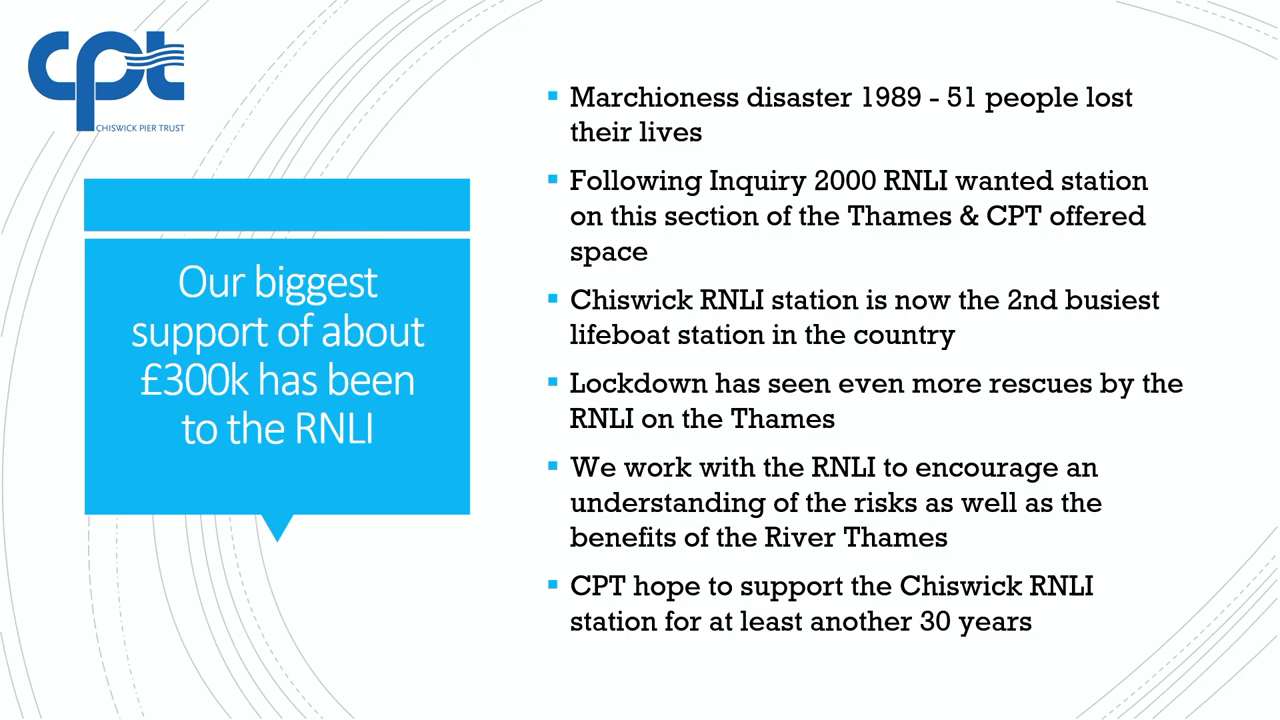 cpt
CHISWICK PIER TRUST
Our biggest
support of about
£300k has been
to the RNLI
Marchioness disaster 1989 - 51 people lost
their lives
Following Inquiry 2000 RNLI wanted station
on this section of the Thames & CPT offered
space
Chiswick RNLI station is now the 2nd busiest
lifeboat station in the country
Lockdown has seen even more rescues by the
RNLI on the Thames
We work with the RNLI to encourage an
understanding of the risks as well as the
benefits of the River Thames
CPT hope to support the Chiswick RNLI
station for at least another 30 years